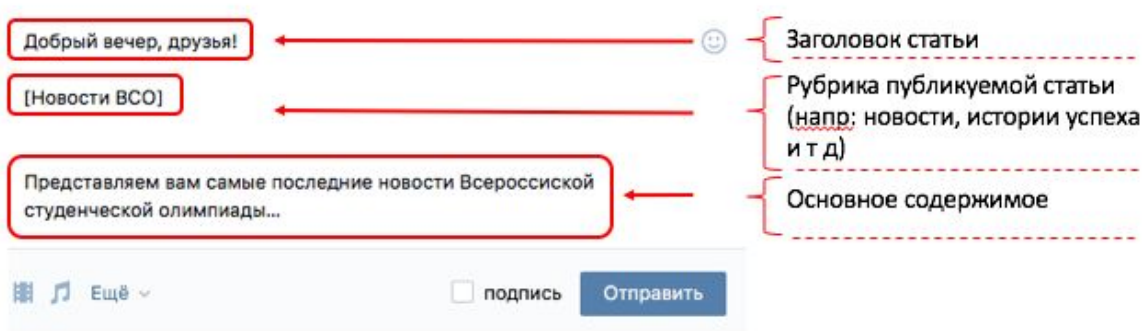 Добрый вечер, друзья!
Заголовок статьи
[Новости ВСО]
Рубрика публикуемой статьи
(напр: новости, истории успеха
и т д)
Представляем вам самые последние новости Всероссиской
студенческой олимпиады...
Основное содержимое
Ещё
подпись
Отправить